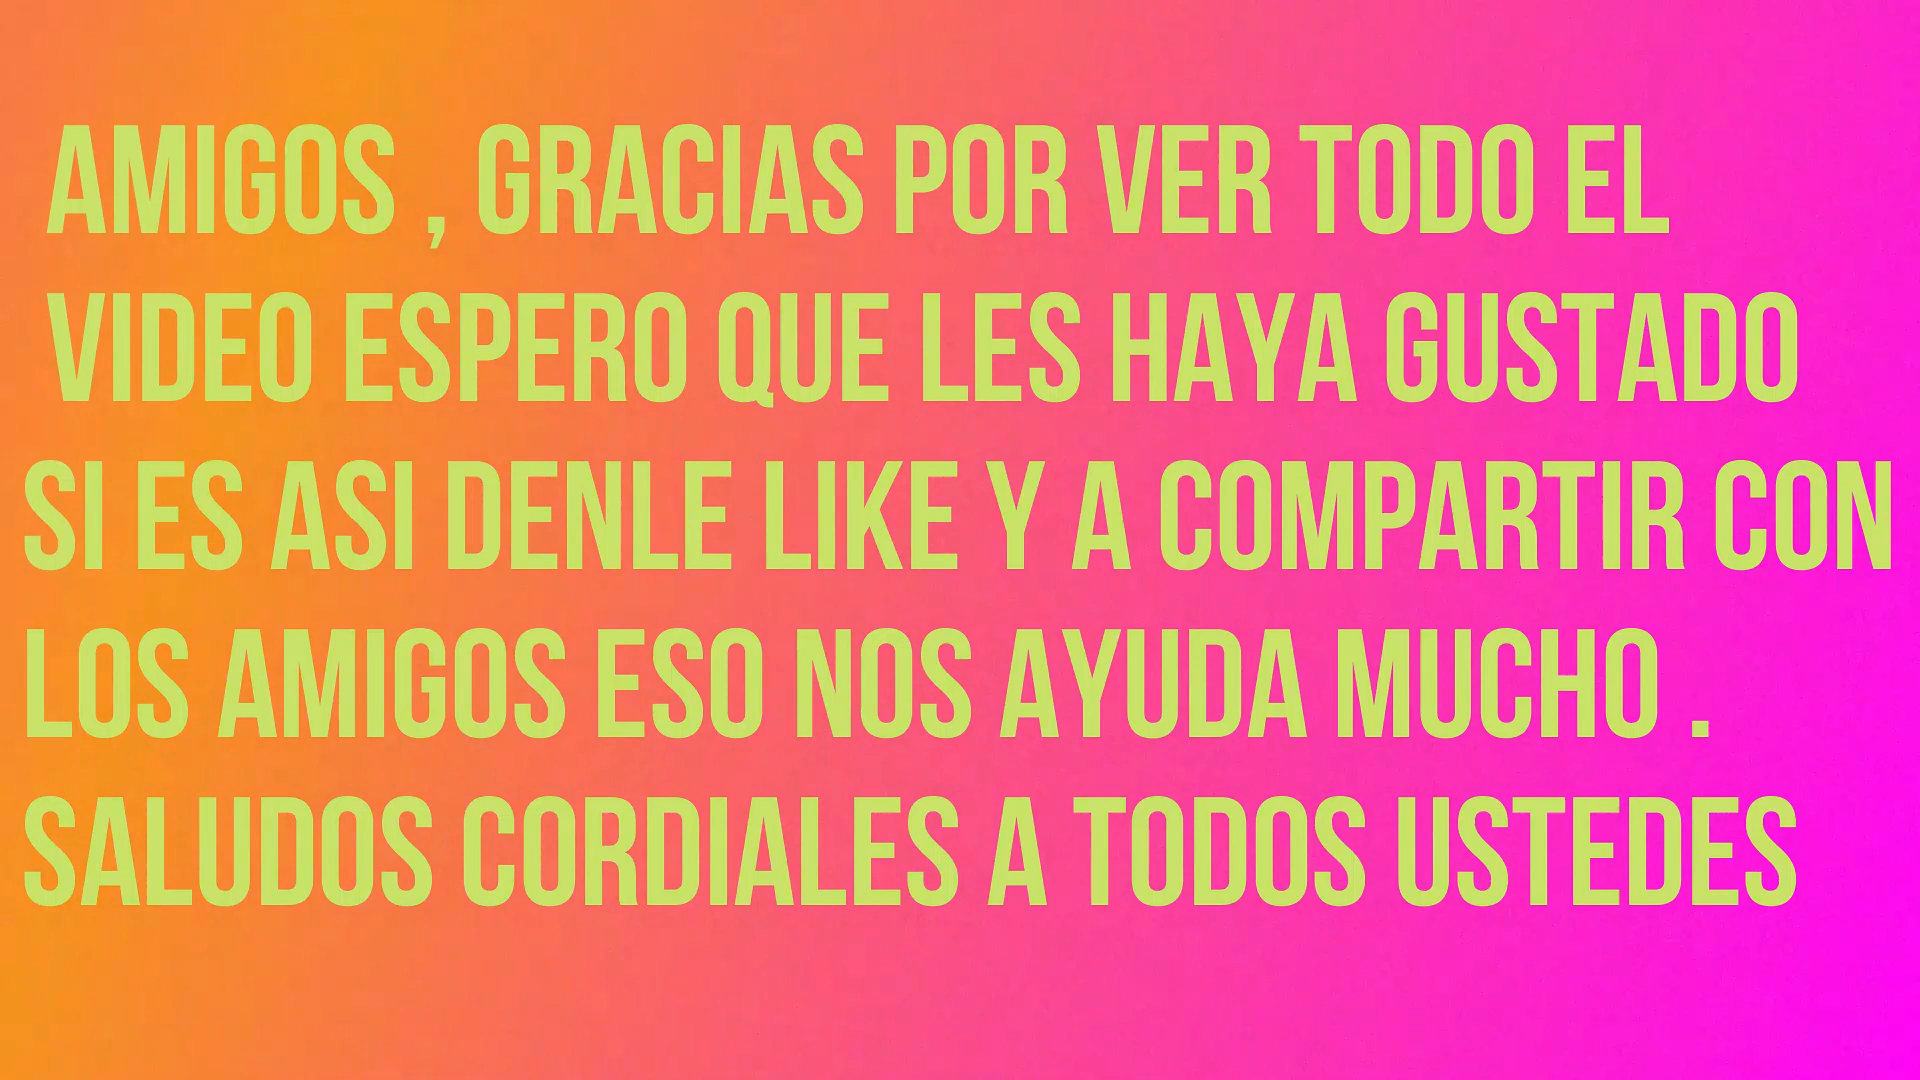 AMIGOS , GRACIAS POR VER TODO EL
VIDEO ESPERO QUE LES HAYA GUSTADO
SI ES ASI DENLE LIKE Y A COMPARTIR CON
LOS AMIGOS ESO NOS AYUDA MUCHO .
SALUDOS CORDIALES A TODOS USTEDES